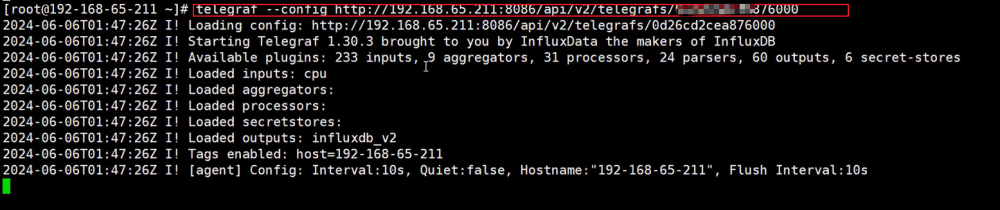 [root@192-168-65-211 ~]# telegraf --config http://192.168.65.211:8086/api/v2/telegrafs/ 876000
2024-06-06T01:47:26Z I! Loading config: http://192.168.65.211:8086/api/v2/telegrafs/0d26cd2cea876000
2024-06-06T01:47:26Z I! Starting Telegraf 1.30.3 brought to you by InfluxData the makers of InfluxDB
2024-06-06T01:47:26Z I! Available plugins: 233 inputs, 9 aggregators, 31 processors, 24 parsers, 60 outputs, 6 secret-stores
2024-06-06T01:47:26Z I! Loaded inputs: cpu
2024-06-06T01:47:26Z I! Loaded aggregators:
2024-06-06T01:47:26Z I! Loaded processors:
2024-06-06T01:47:26Z I! Loaded secretstores:
2024-06-06T01:47:26Z I! Loaded outputs: influxdb_v2
2024-06-06T01:47:26Z I! Tags enabled: host=192-168-65-211
2024-06-06T01:47:26Z I! [agent] Config: Interval:10s, Quiet:false, Hostname:"192-168-65-211", Flush Interval:10s